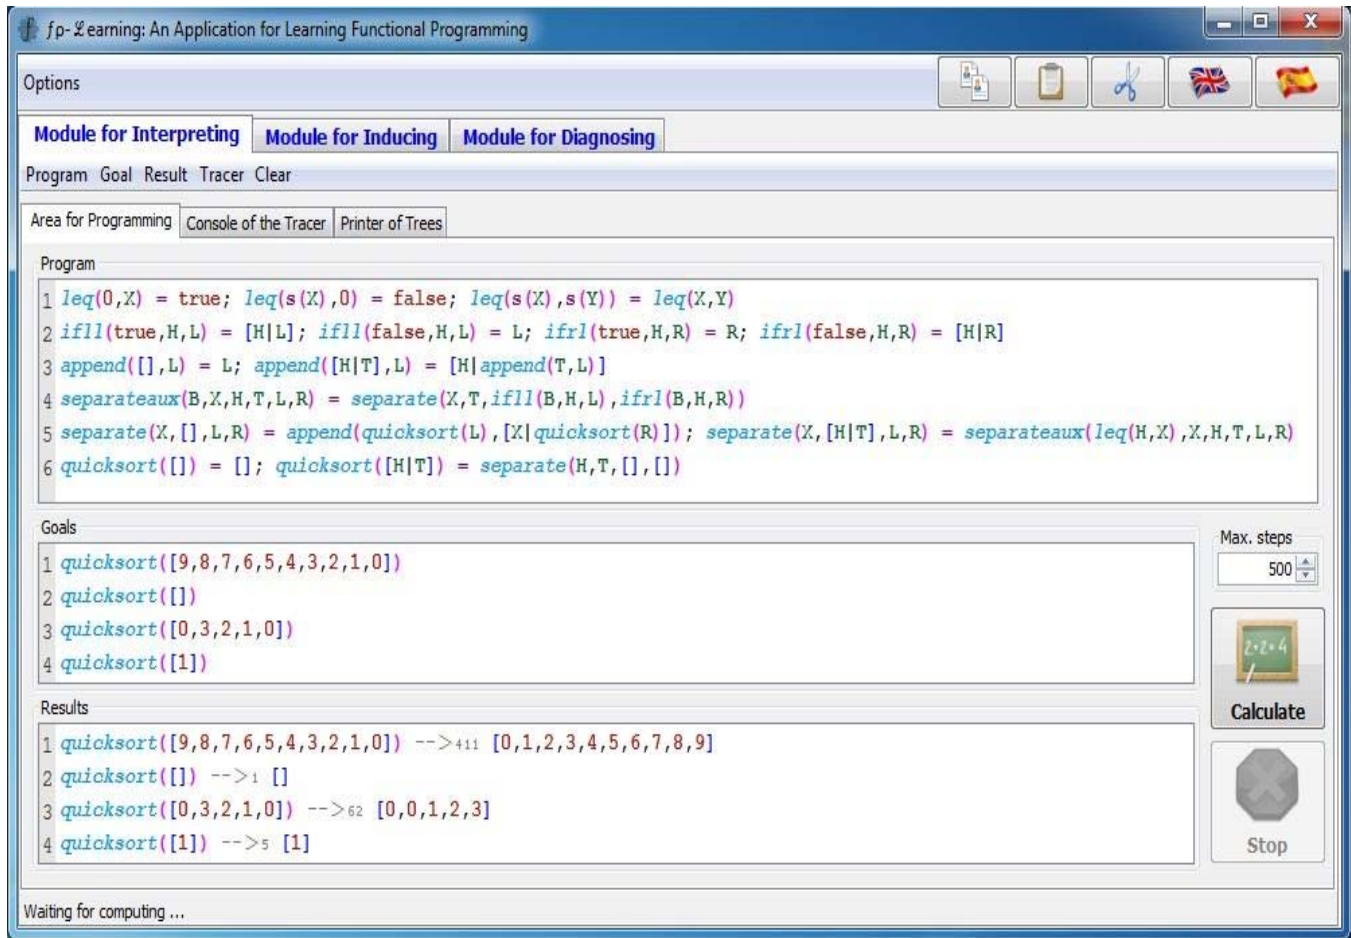 ƒp-ℒearning: An Application for Learning Functional Programming
Options
Module for Interpreting Module for Inducing Module for Diagnosing
Program Goal Result Tracer Clear
Area for Programming Console of the Tracer Printer of Trees
Program
1 leq(0,X) = true; leq(s(X),0) = false; leq(s(X),s(Y)) = leq(X,Y)
2 ifll(true,H,L) = [H|L]; ifll(false,H,L) = L; ifrl(true,H,R) = R; ifrl(false,H,R) = [H|R]
3 append([],L) = L; append([H|T],L) = [H|append(T,L)]
4 separateaux(B,X,H,T,L,R) = separate(X,T,ifll(B,H,L),ifrl(B,H,R))
5 separate(X,[],L,R) = append(quicksort(L),[X|quicksort(R)]); separate(X,[H|T],L,R) = separateaux(leq(H,X),X,H,T,L,R)
6 quicksort([]) = []; quicksort([H|T]) = separate(H,T,[],[])
Goals
1 quicksort([9,8,7,6,5,4,3,2,1,0])
2 quicksort([])
3 quicksort([0,3,2,1,0])
4 quicksort([1])
Max. steps
500
2+2=4
Calculate
Results
1 quicksort([9,8,7,6,5,4,3,2,1,0]) -->411 [0,1,2,3,4,5,6,7,8,9]
2 quicksort([]) -->1 []
3 quicksort([0,3,2,1,0]) -->62 [0,0,1,2,3]
4 quicksort([1]) -->5 [1]
Stop
Waiting for computing ...